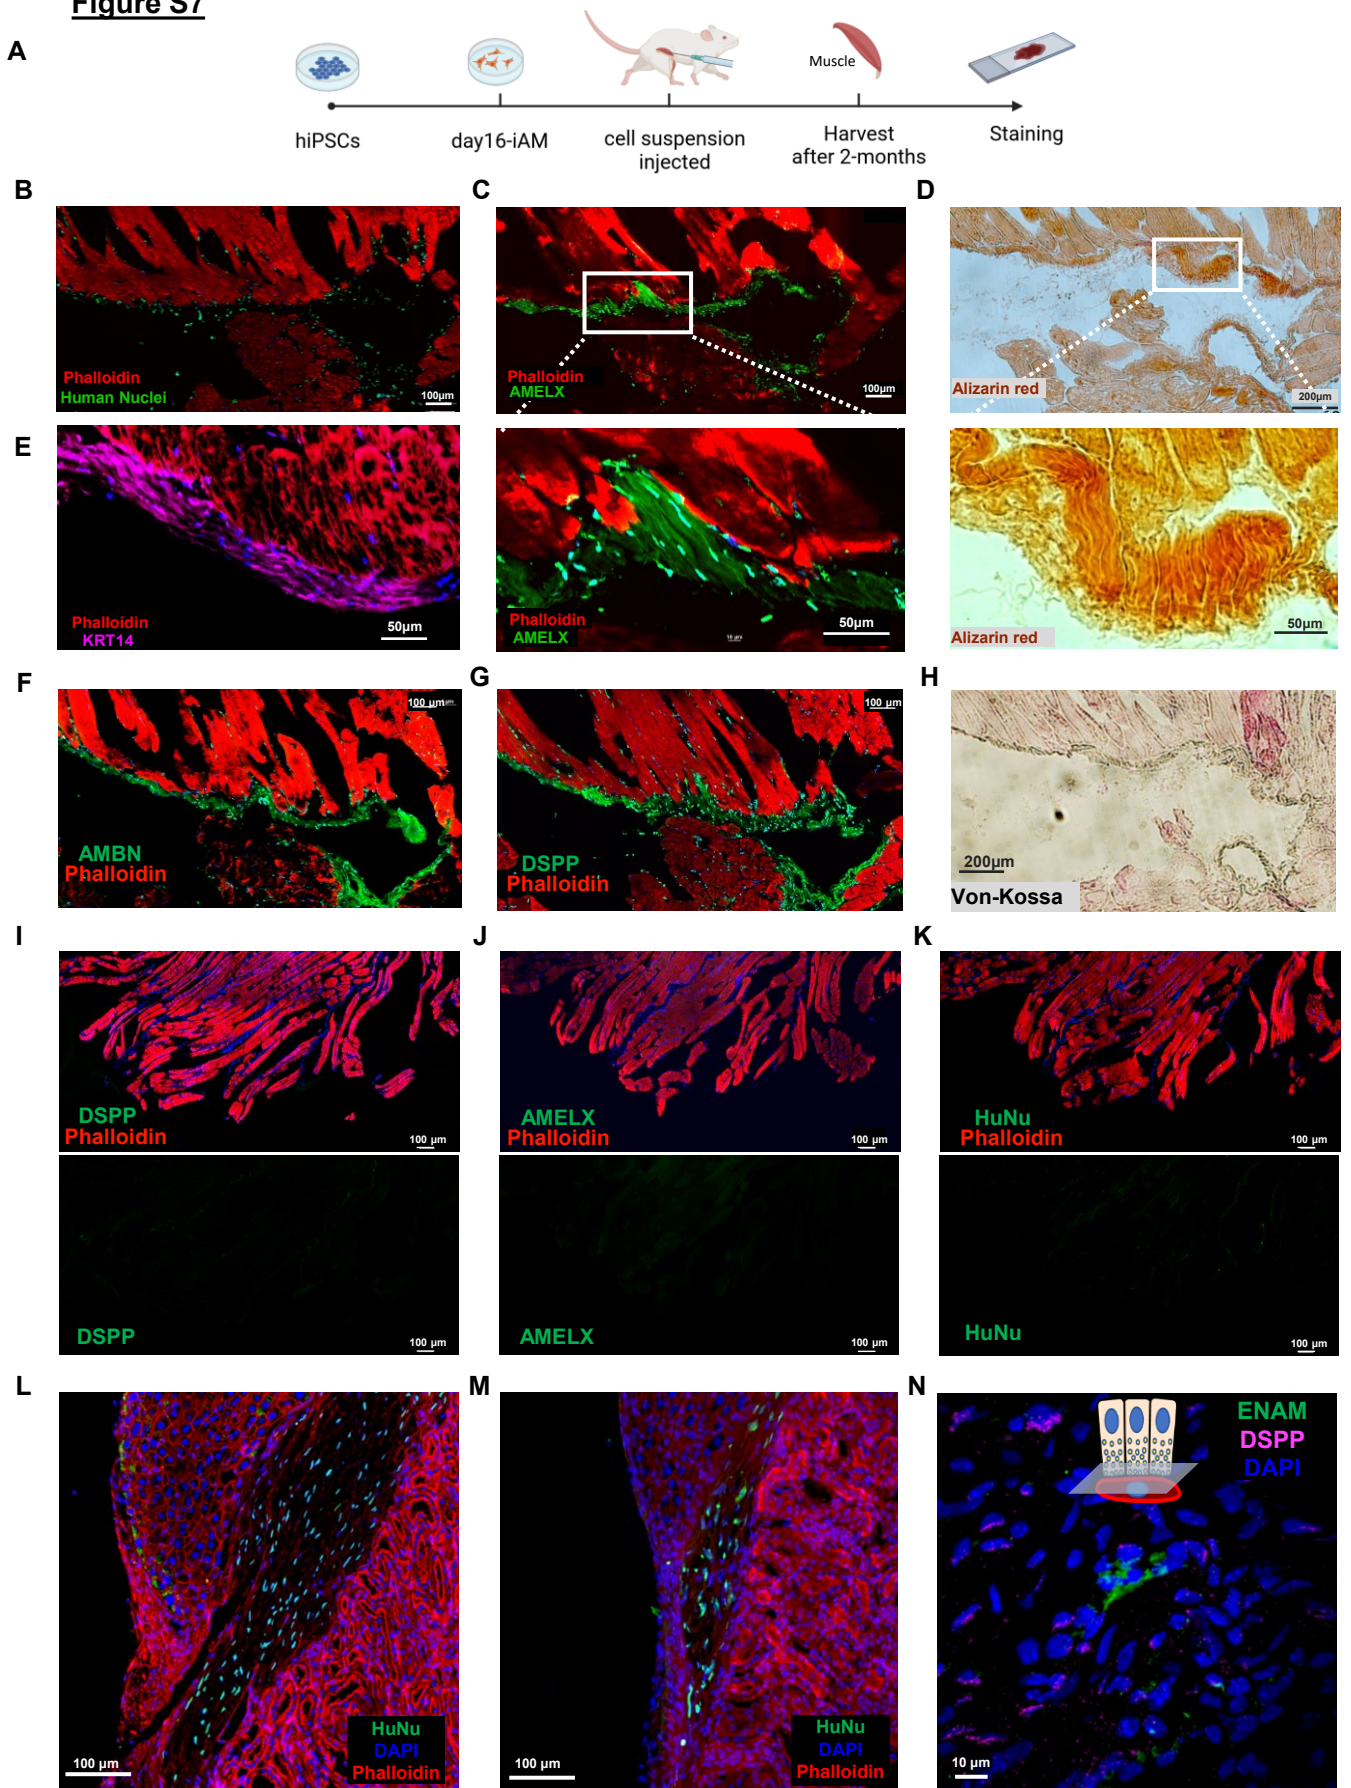 Figure S7
A
Muscle
hiPSCs
day16-iAM
cell suspension
injected
Harvest
after 2-months
Staining
B
Phalloidin
Human Nuclei
100µm
C
Phalloidin
AMELX
100µm
D
Alizarin red
200µm
E
Phalloidin
KRT14
50µm
Phalloidin
AMELX
50µm
Alizarin red
50µm
F
100 µm
AMBN
Phalloidin
G
100 µm
DSPP
Phalloidin
H
200µm
Von-Kossa
I
DSPP
Phalloidin
100 µm
J
AMELX
Phalloidin
100 µm
K
HuNu
Phalloidin
100 µm
DSPP
100 µm
AMELX
100 µm
HuNu
100 µm
L
100 µm
HuNu
DAPI
Phalloidin
M
100 µm
HuNu
DAPI
Phalloidin
N
ENAM
DSPP
DAPI
10 µm